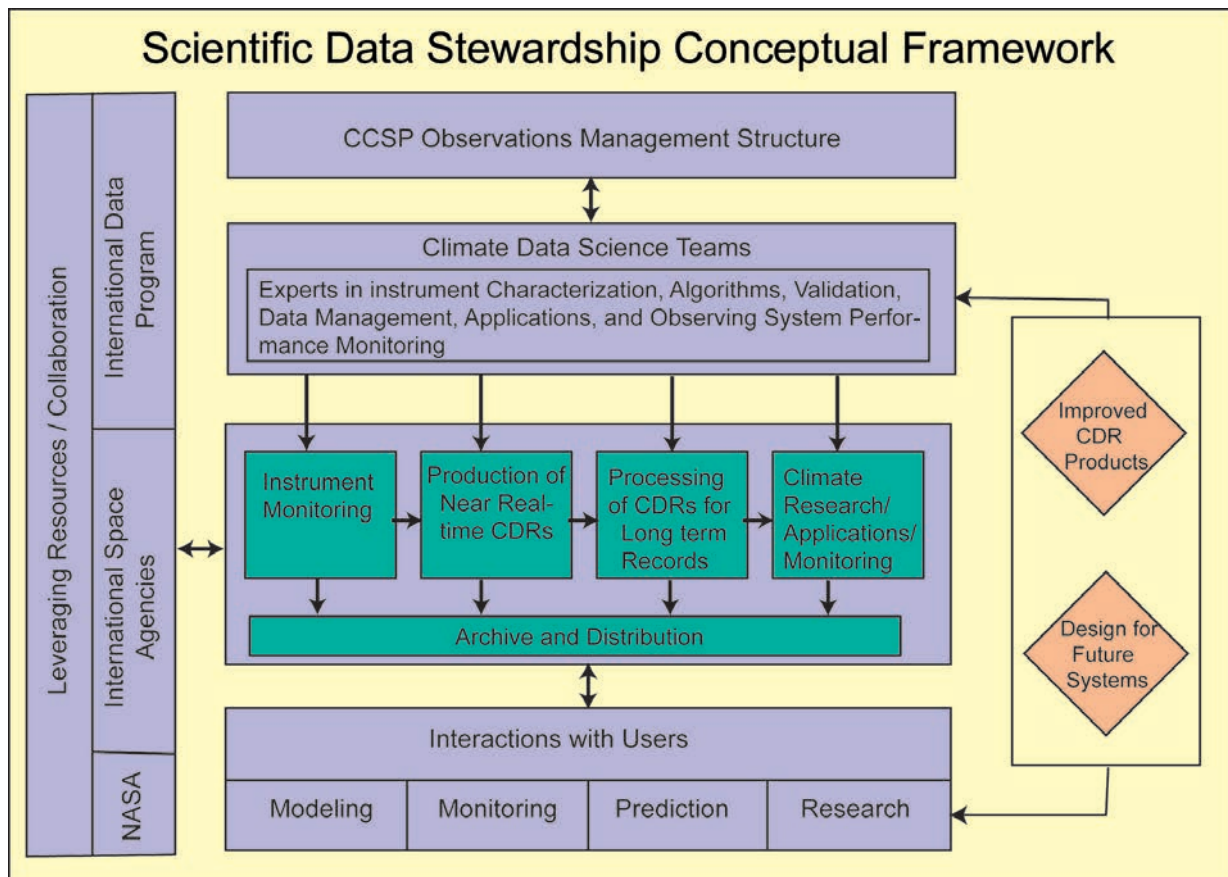 Scientific Data Stewardship Conceptual Framework
Leveraging Resources / Collaboration
International Data
Program
International Space
Agencies
NASA
CCSP Observations Management Structure
Climate Data Science Teams
Experts in instrument Characterization, Algorithms, Validation,
Data Management, Applications, and Observing System Perfor-
mance Monitoring
Instrument
Monitoring
Production of
Near Real-
time CDRs
Processing
of CDRs for
Long term
Records
Climate
Research/
Applications/
Monitoring
Archive and Distribution
Interactions with Users
Modeling
Monitoring
Prediction
Research
Improved
CDR
Products
Design for
Future
Systems